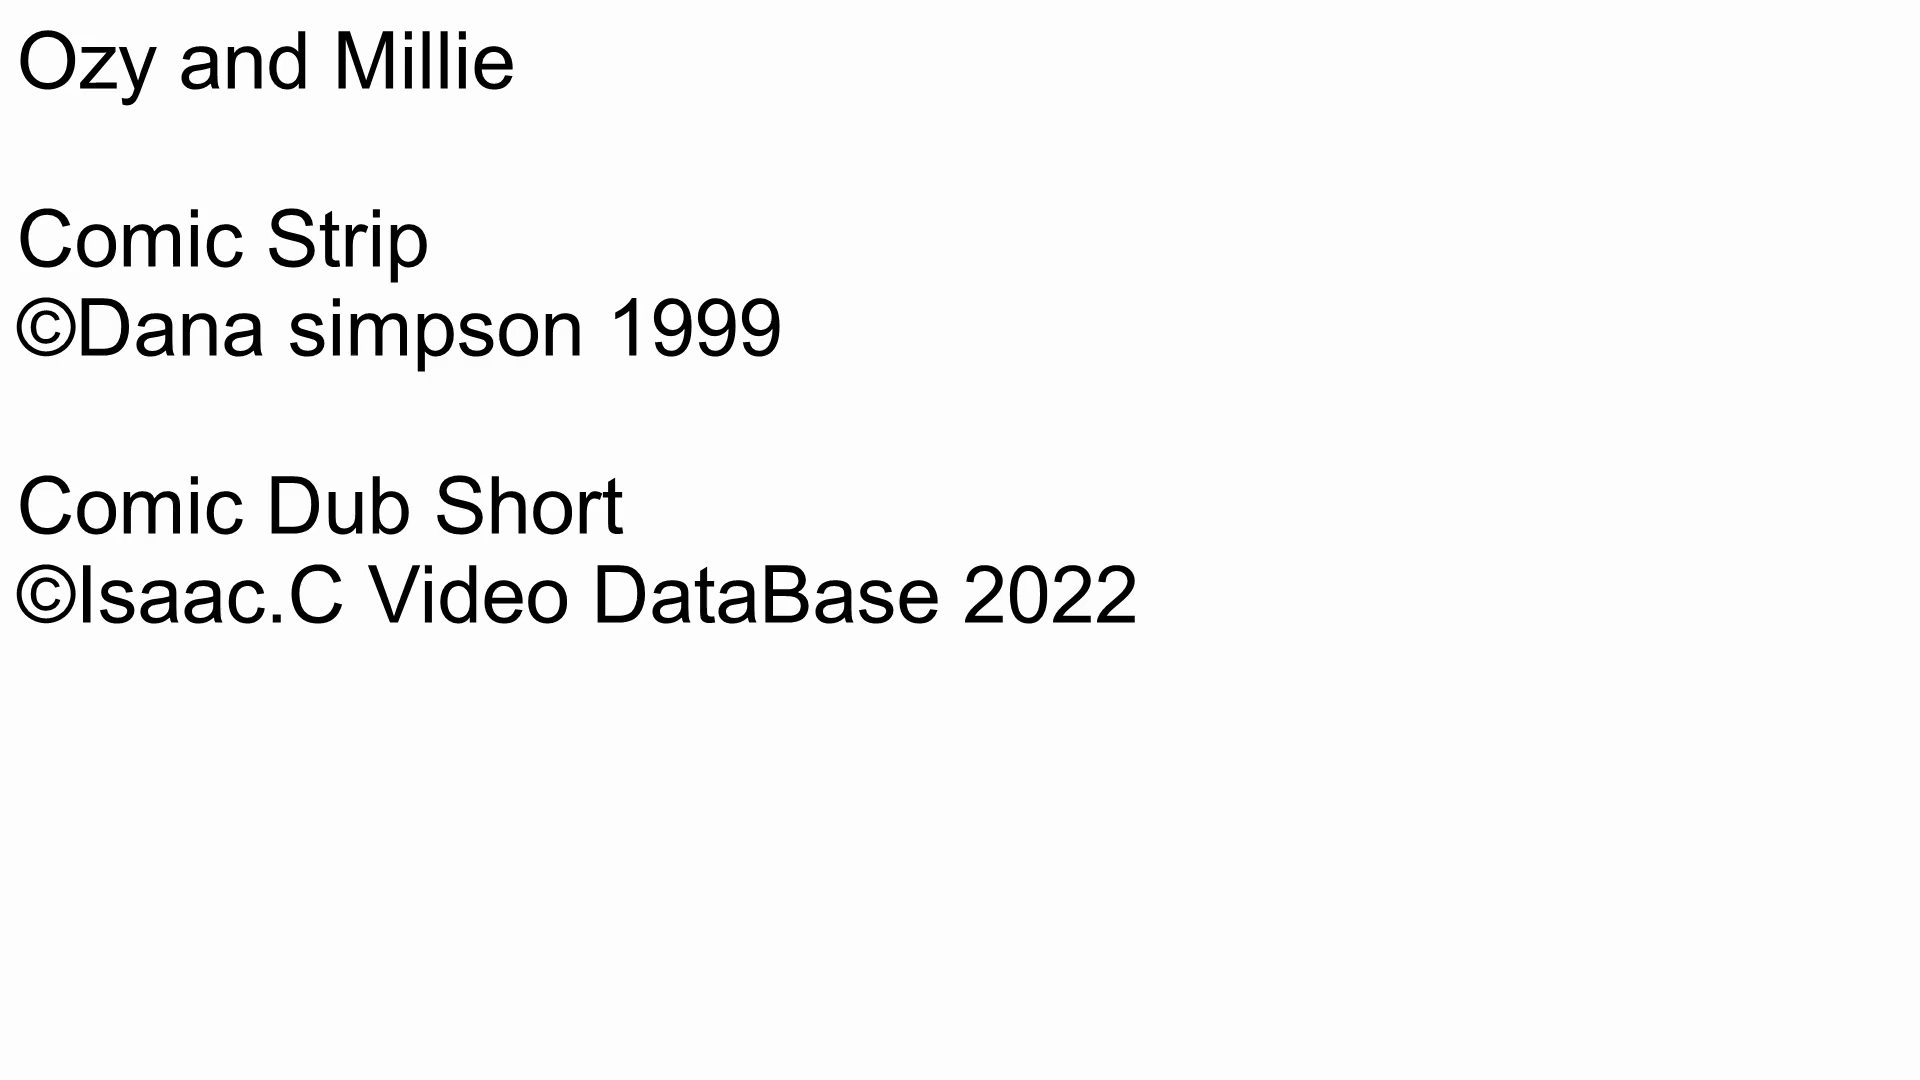 Ozy and Millie
Comic Strip
©Dana simpson 1999
Comic Dub Short
©Isaac.C Video DataBase 2022